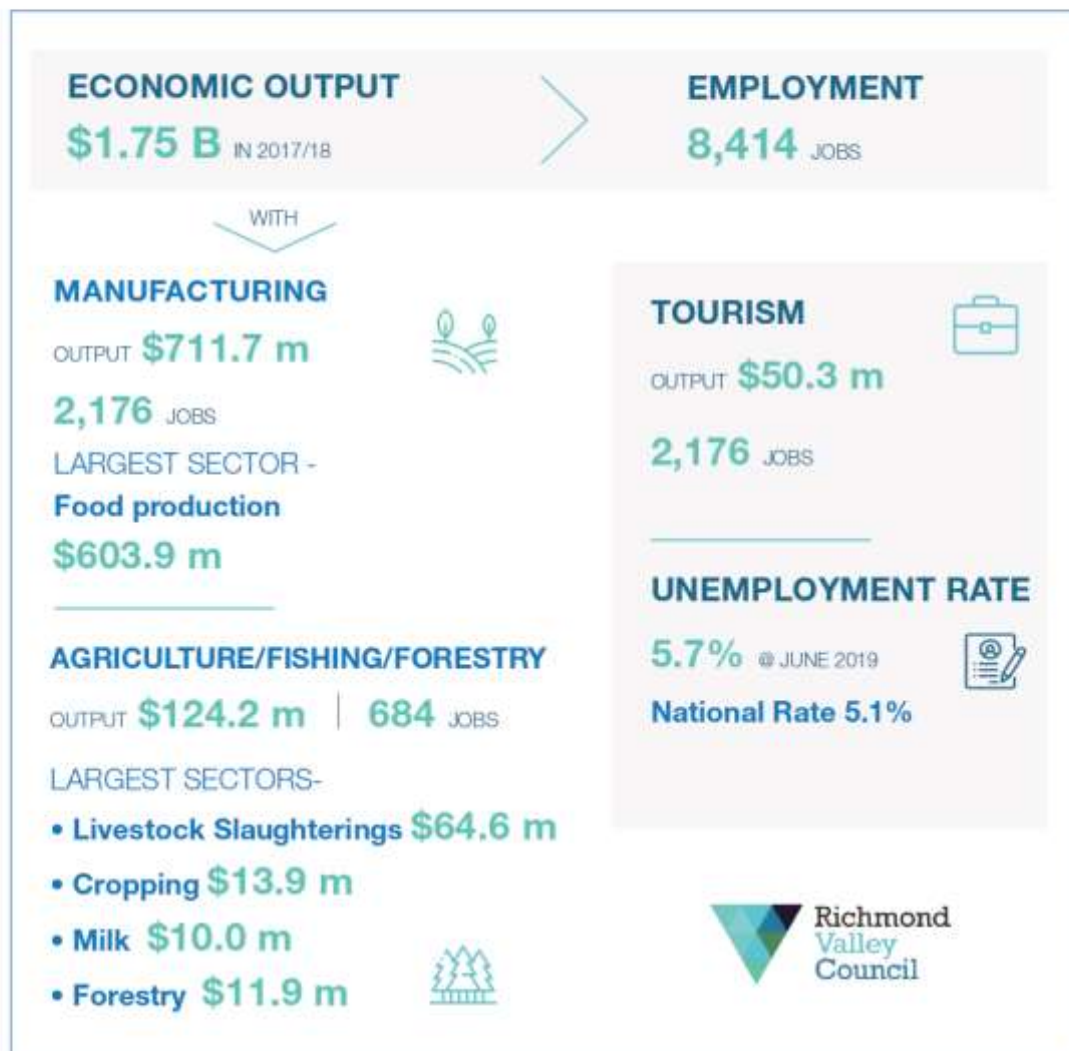 ECONOMIC OUTPUT
$1.75 B IN 2017/18
EMPLOYMENT
8,414 JOBS
WITH
MANUFACTURING
OUTPUT $711.7 m
2,176 JOBS
LARGEST SECTOR -
Food production
$603.9 m
AGRICULTURE/FISHING/FORESTRY
OUTPUT $124.2 m | 684 JOBS
LARGEST SECTORS-
• Livestock Slaughterings $64.6 m
• Cropping $13.9 m
• Milk $10.0 m
• Forestry $11.9 m
TOURISM
OUTPUT $50.3 m
2,176 JOBS
UNEMPLOYMENT RATE
5.7% @ JUNE 2019
National Rate 5.1%
Richmond
Valley
Council